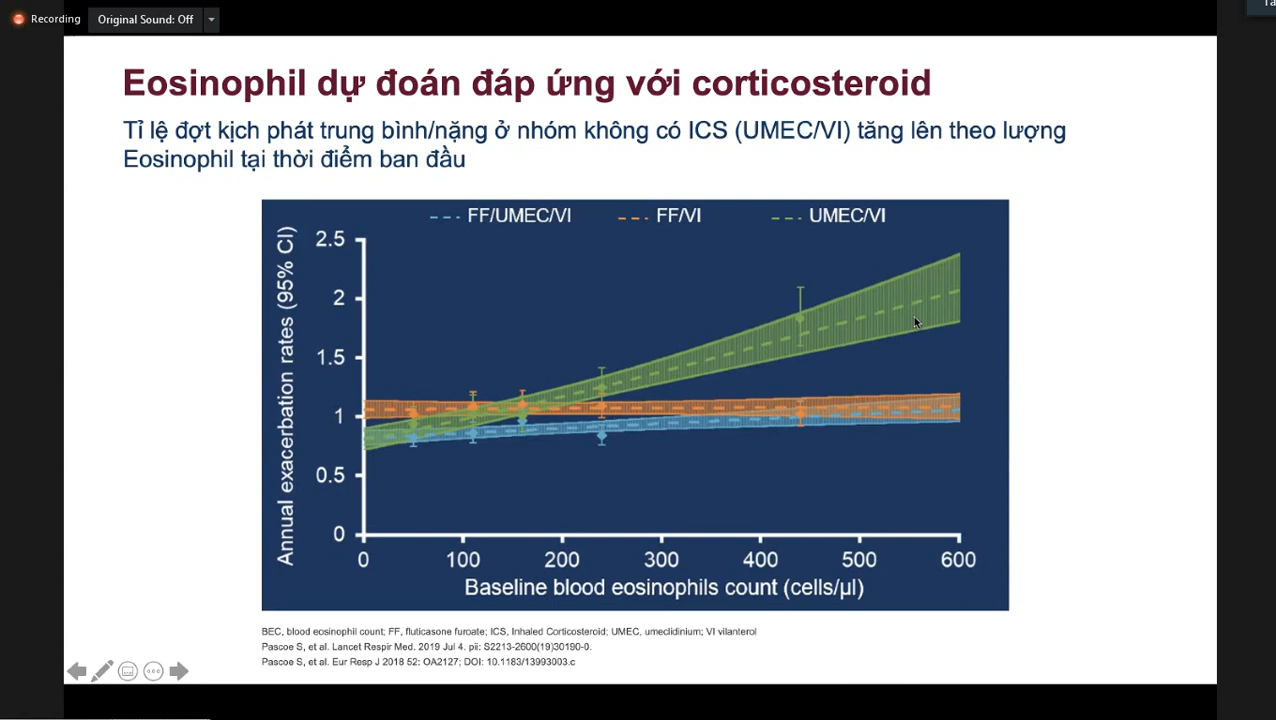 Recording
Original Sound: Off
Ta
Eosinophil dự đoán đáp ứng với corticosteroid
Tỉ lệ đợt kịch phát trung bình/nặng ở nhóm không có ICS (UMEC/VI) tăng lên theo lượng
Eosinophil tại thời điểm ban đầu
FF/UMEC/VI FF/VI UMEC/VI
Annual exacerbation rates (95% CI)
2.5
2
1.5
1
0.5
0
0 100 200 300 400 500 600
Baseline blood eosinophils count (cells/µl)
BEC, blood eosinophil count; FF, fluticasone furoate; ICS, Inhaled Corticosteroid; UMEC, umeclidinium; VI vilanterol
Pascoe S, et al. Lancet Respir Med. 2019 Jul 4. pii: S2213-2600(19)30190-0.
Pascoe S, et al. Eur Resp J 2018 52: OA2127; DOI: 10.1183/13993003.c